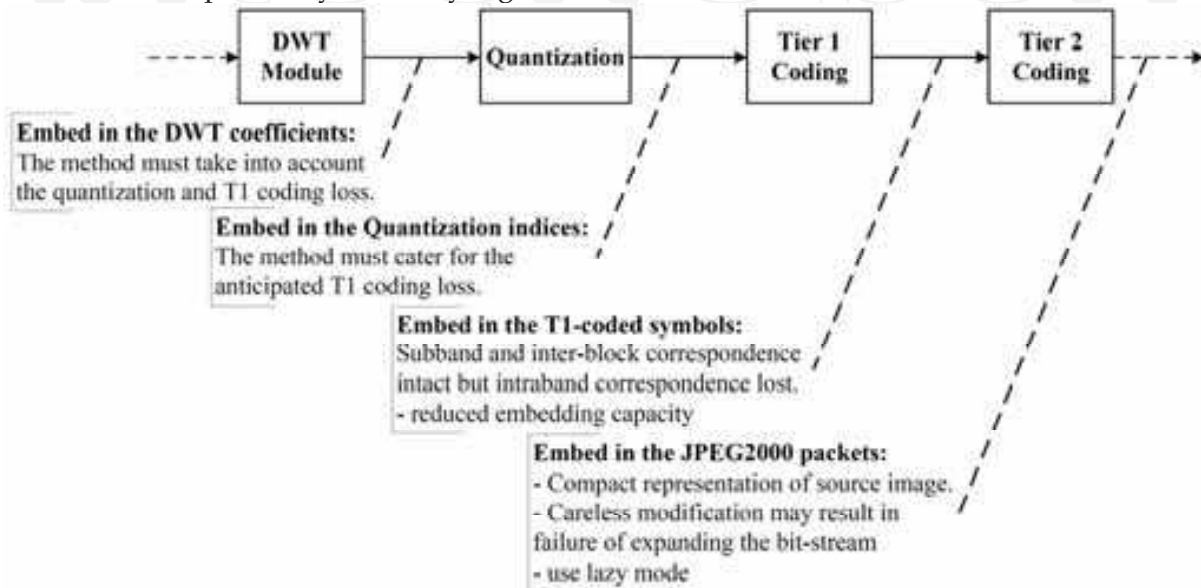 DWT
Module
Quantization
Tier 1
Coding
Tier 2
Coding
Embed in the DWT coefficients:
The method must take into account
the quantization and T1 coding loss.
Embed in the Quantization indices:
The method must cater for the
anticipated T1 coding loss.
Embed in the T1-coded symbols:
Subband and inter-block correspondence
intact but intraband correspondence lost.
- reduced embedding capacity
Embed in the JPEG2000 packets:
- Compact representation of source image.
- Careless modification may result in
failure of expanding the bit-stream
- use lazy mode